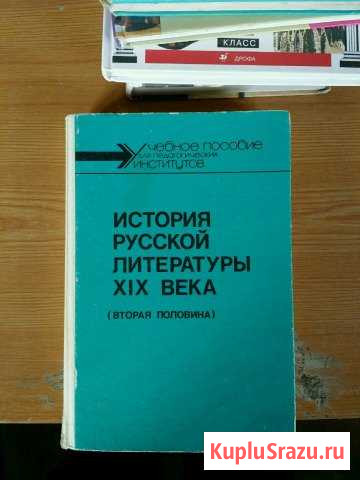 КЛАСС
ДРОФА
Учебное пособие
для педагогических
институтов
ИСТОРИЯ
РУССКОЙ
ЛИТЕРАТУРЫ
XIX ВЕКА
(ВТОРАЯ ПОЛОВИНА)
KupluSrazu.ru